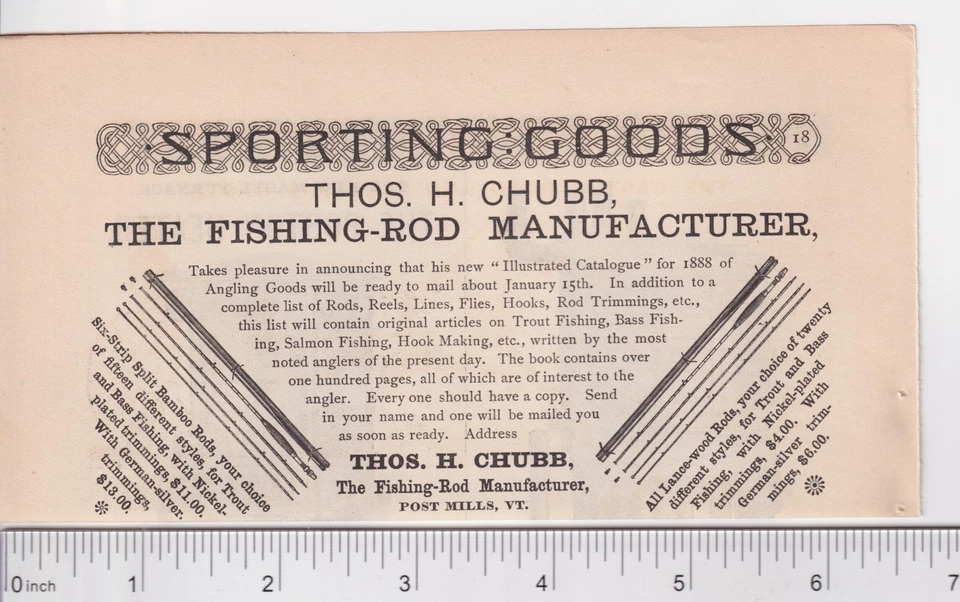 SPORTING:GOODS. 18
THOS. H. CHUBB,
THE FISHING-ROD MANUFACTURER,
Takes pleasure in announcing that his new “Illustrated Catalogue” for 1888 of
Angling Goods will be ready to mail about January 15th. In addition to a
complete list of Rods, Reels, Lines, Flies, Hooks, Rod Trimmings, etc.,
this list will contain original articles on Trout Fishing, Bass Fish-
ing, Salmon Fishing, Hook Making, etc., written by the most
noted anglers of the present day. The book contains over
one hundred pages, all of which are of interest to the
angler. Every one should have a copy. Send
in your name and one will be mailed you
as soon as ready. Address
THOS. H. CHUBB,
The Fishing-Rod Manufacturer,
POST MILLS, VT.
Six-Strip Split Bamboo Rods, your choice
of fifteen different styles, for Trout
and Bass Fishing, with Nickel-
plated trimmings, $11.00.
With German-silver
trimmings,
$13.00.
All Lance-wood Rods, your choice of twenty
different styles, for Trout and Bass
Fishing, with Nickel-plated
trimmings, $4.00. With
German-silver trim-
mings, $6.00.
0 inch 1 2 3 4 5 6 7